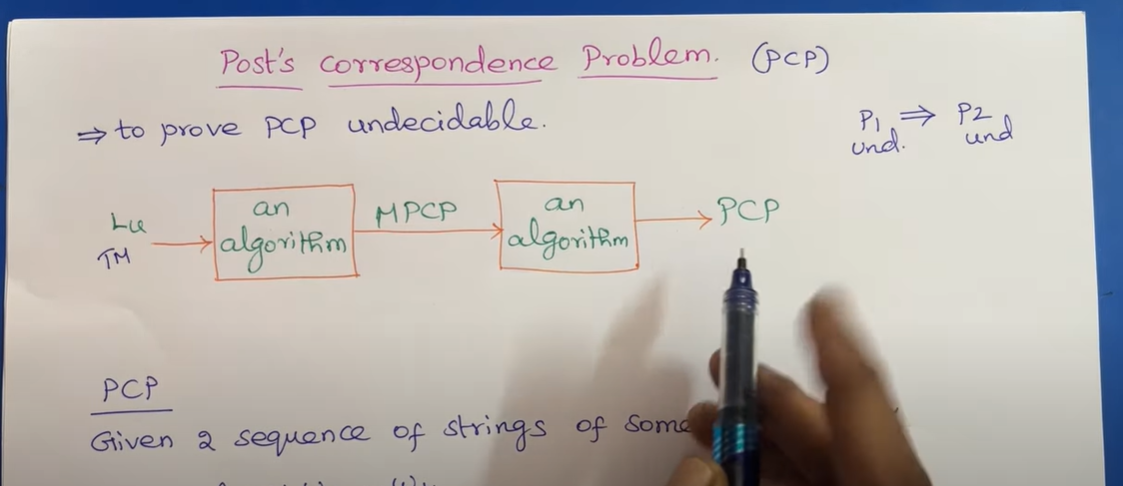 Post's correspondence Problem. (PCP)
⇒ to prove PCP undecidable.
P1 ⇒ P2
und. und
Lu
TM
an
algorithm
MPCP
an
algorithm
PCP
PCP
Given 2 sequence of strings of some